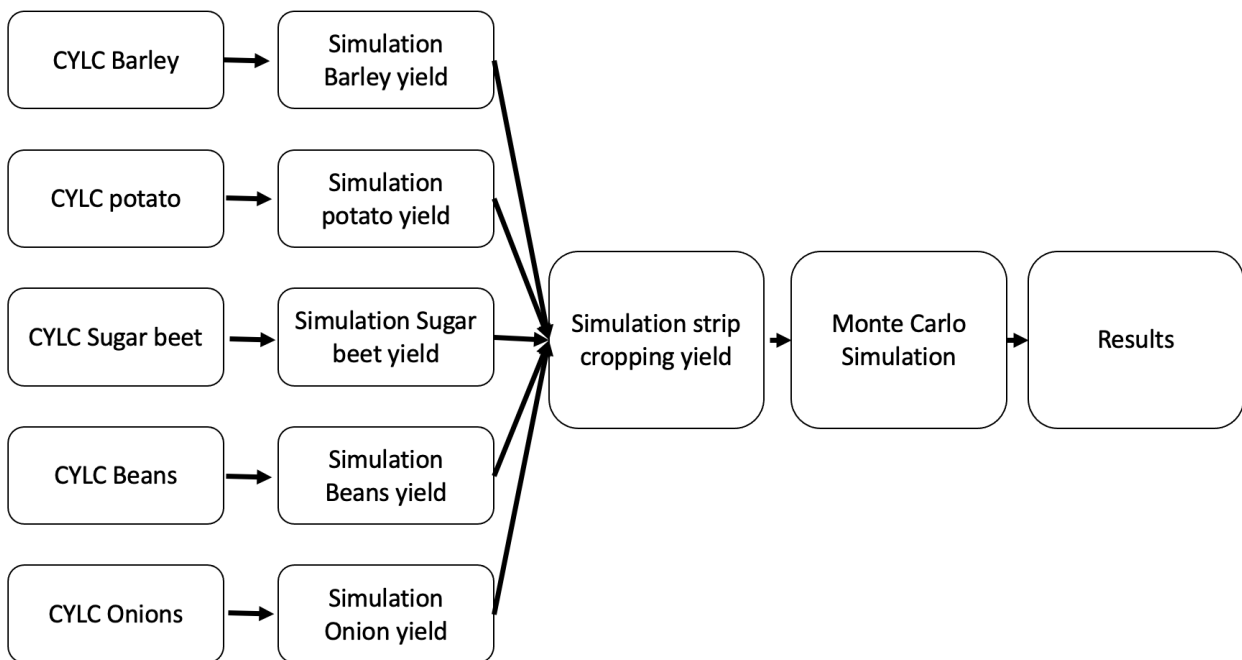 CYLC Barley
Simulation
Barley yield
CYLC potato
Simulation
potato yield
CYLC Sugar beet
Simulation Sugar
beet yield
Simulation strip
cropping yield
Monte Carlo
Simulation
Results
CYLC Beans
Simulation
Beans yield
CYLC Onions
Simulation
Onion yield